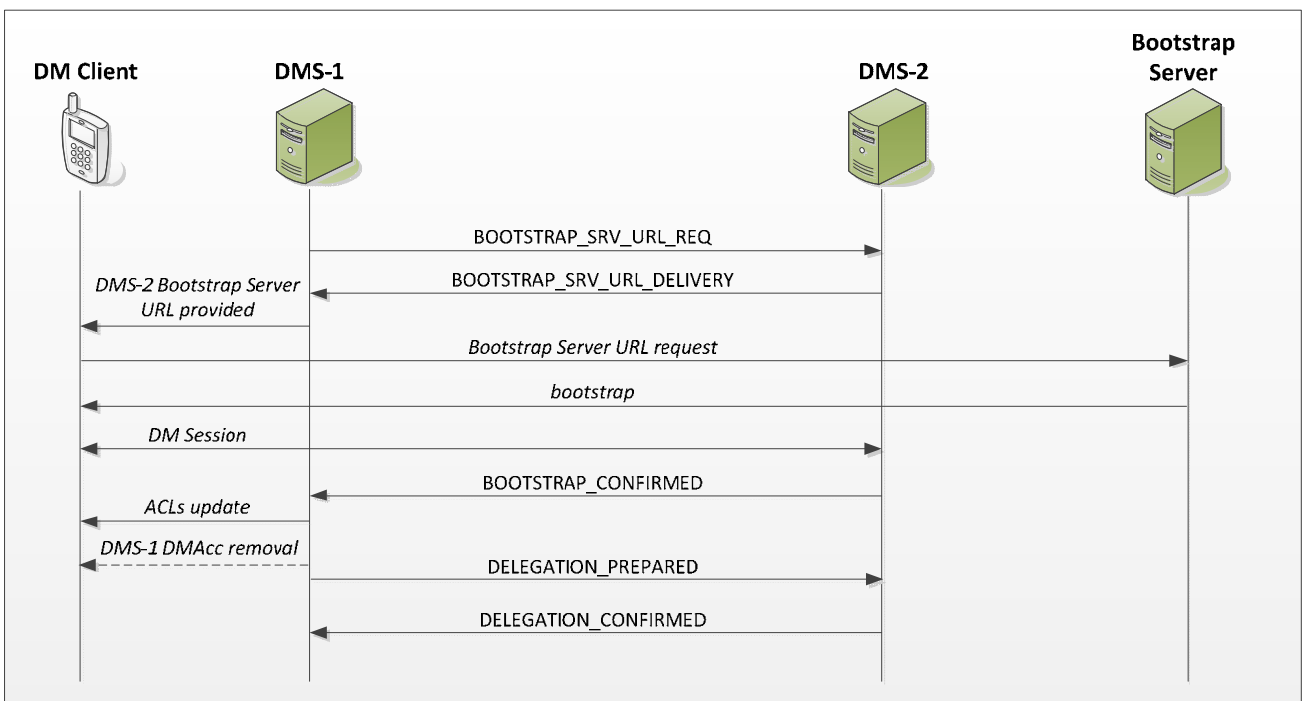 DM Client
DMS-1
DMS-2
Bootstrap
Server
BOOTSTRAP_SRV_URL_REQ
BOOTSTRAP_SRV_URL_DELIVERY
DMS-2 Bootstrap Server
URL provided
Bootstrap Server URL request
bootstrap
DM Session
BOOTSTRAP_CONFIRMED
ACLs update
DMS-1 DMAcc removal
DELEGATION_PREPARED
DELEGATION_CONFIRMED